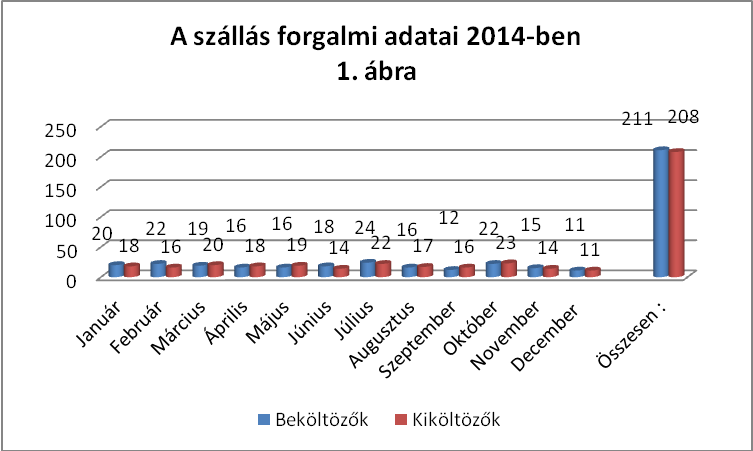 A szállás forgalmi adatai 2014-ben
1. ábra
250
200
150
100
50
0
20 22 19 16 16 18 24 16 12 22 15 11 211
18 16 20 18 19 14 22 17 16 23 14 11 208
Január
Február
Március
Április
Május
Június
Július
Augusztus
Szeptember
Október
November
December
Összesen :
Beköltözők
Kiköltözők